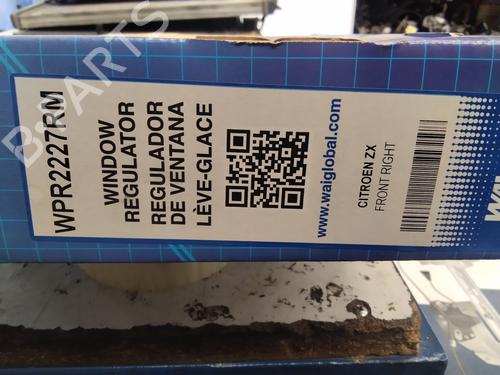 WPR2227RM
WINDOW
REGULATOR
REGULADOR
DE VENTANA
LÈVE-GLACE
www.waiglobal.com
CITROEN ZX
FRONT RIGHT